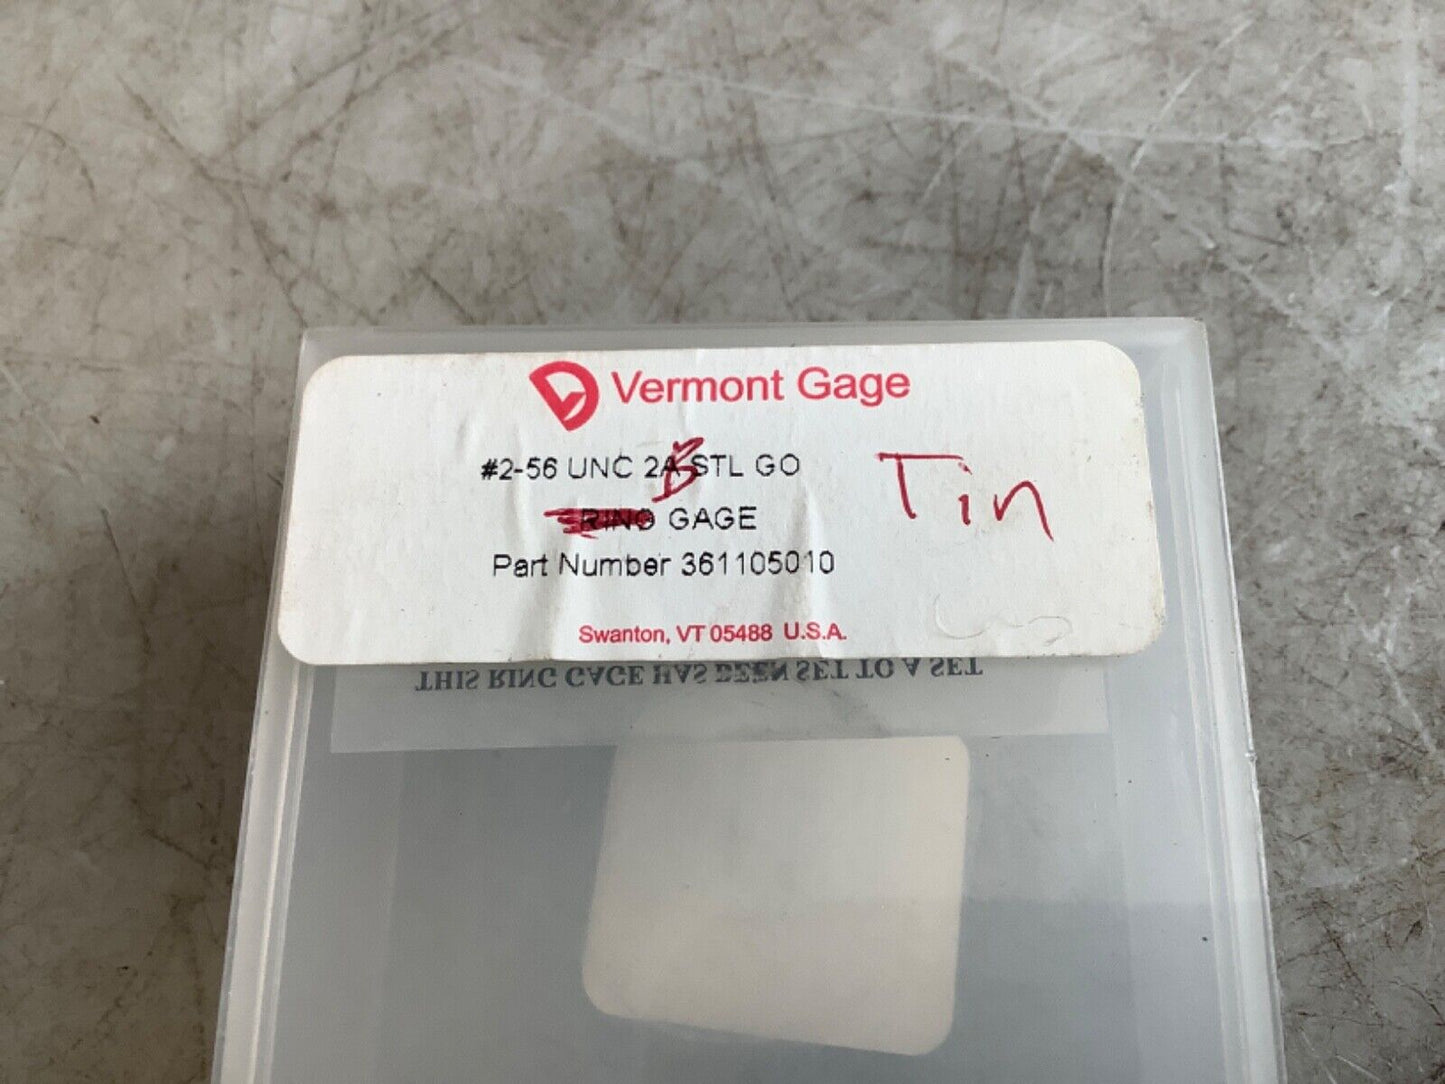 Vermont Gage
#2-56 UNC 2B STL GO
RING GAGE
Tin
Part Number 361105010
Swanton, VT 05488 U.S.A.
THIS RING GAGE HAS BEEN SET TO A SET